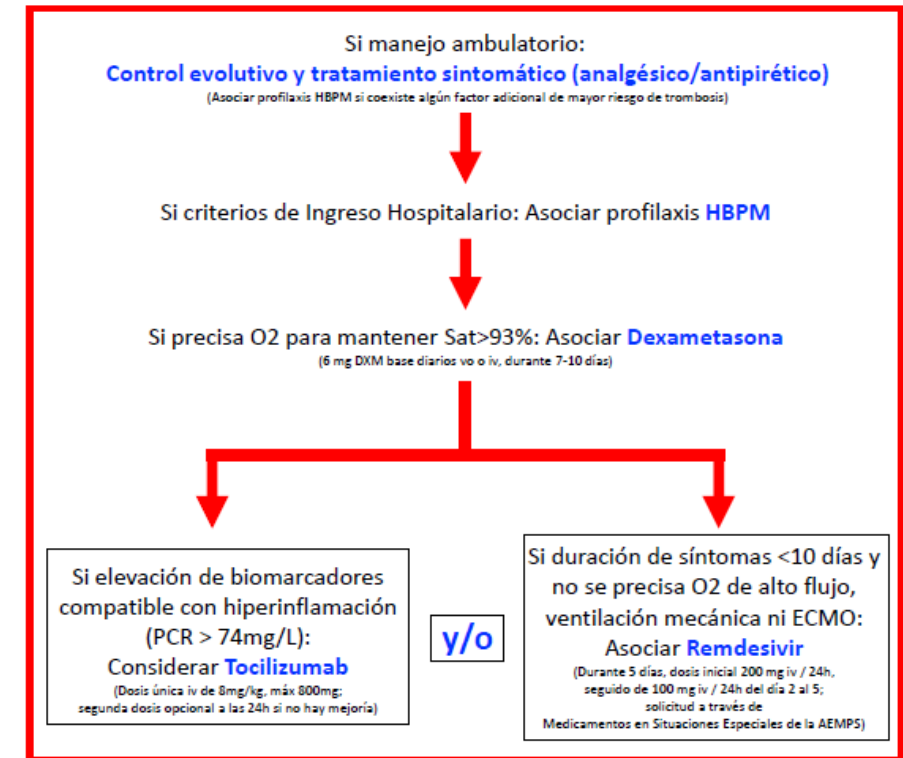 Si manejo ambulatorio:
Control evolutivo y tratamiento sintomático (analgésico/antipirético)
(Asociar profilaxis HBPM si coexiste algún factor adicional de mayor riesgo de trombosis)
Si criterios de Ingreso Hospitalario: Asociar profilaxis HBPM
Si precisa O2 para mantener Sat>93%: Asociar Dexametasona
(6 mg DXM base diarios vo o iv, durante 7-10 días)
Si elevación de biomarcadores
compatible con hiperinflamación
(PCR > 74mg/L):
Considerar Tocilizumab
(Dosis única iv de 8mg/kg, máx 800mg;
segunda dosis opcional a las 24h si no hay mejoría)
y/o
Si duración de síntomas <10 días y
no se precisa O2 de alto flujo,
ventilación mecánica ni ECMO:
Asociar Remdesivir
(Durante 5 días, dosis inicial 200 mg iv / 24h,
seguido de 100 mg iv / 24h del día 2 al 5;
solicitud a través de
Medicamentos en Situaciones Especiales de la AEMPS)